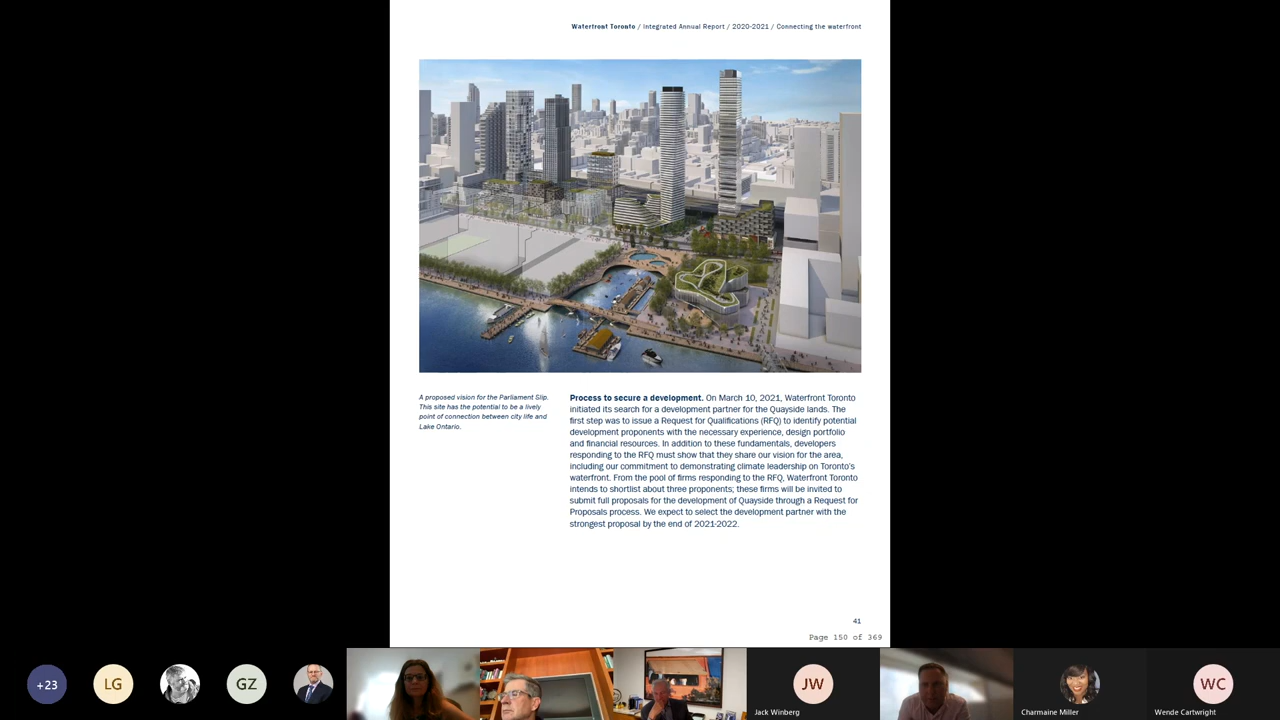 Waterfront Toronto / Integrated Annual Report / 2020-2021 / Connecting the waterfront
A proposed vision for the Parliament Slip.
This site has the potential to be a lively
point of connection between city life and
Lake Ontario.
Process to secure a development. On March 10, 2021, Waterfront Toronto
initiated its search for a development partner for the Quayside lands. The
first step was to issue a Request for Qualifications (RFQ) to identify potential
development proponents with the necessary experience, design portfolio
and financial resources. In addition to these fundamentals, developers
responding to the RFQ must show that they share our vision for the area,
including our commitment to demonstrating climate leadership on Toronto's
waterfront. From the pool of firms responding to the RFQ, Waterfront Toronto
intends to shortlist about three proponents; these firms will be invited to
submit full proposals for the development of Quayside through a Request for
Proposals process. We expect to select the development partner with the
strongest proposal by the end of 2021-2022.
41
Page 150 of 369
+23
LG
GZ
JW
Jack Winberg
Charmaine Miller
WC
Wende Cartwright